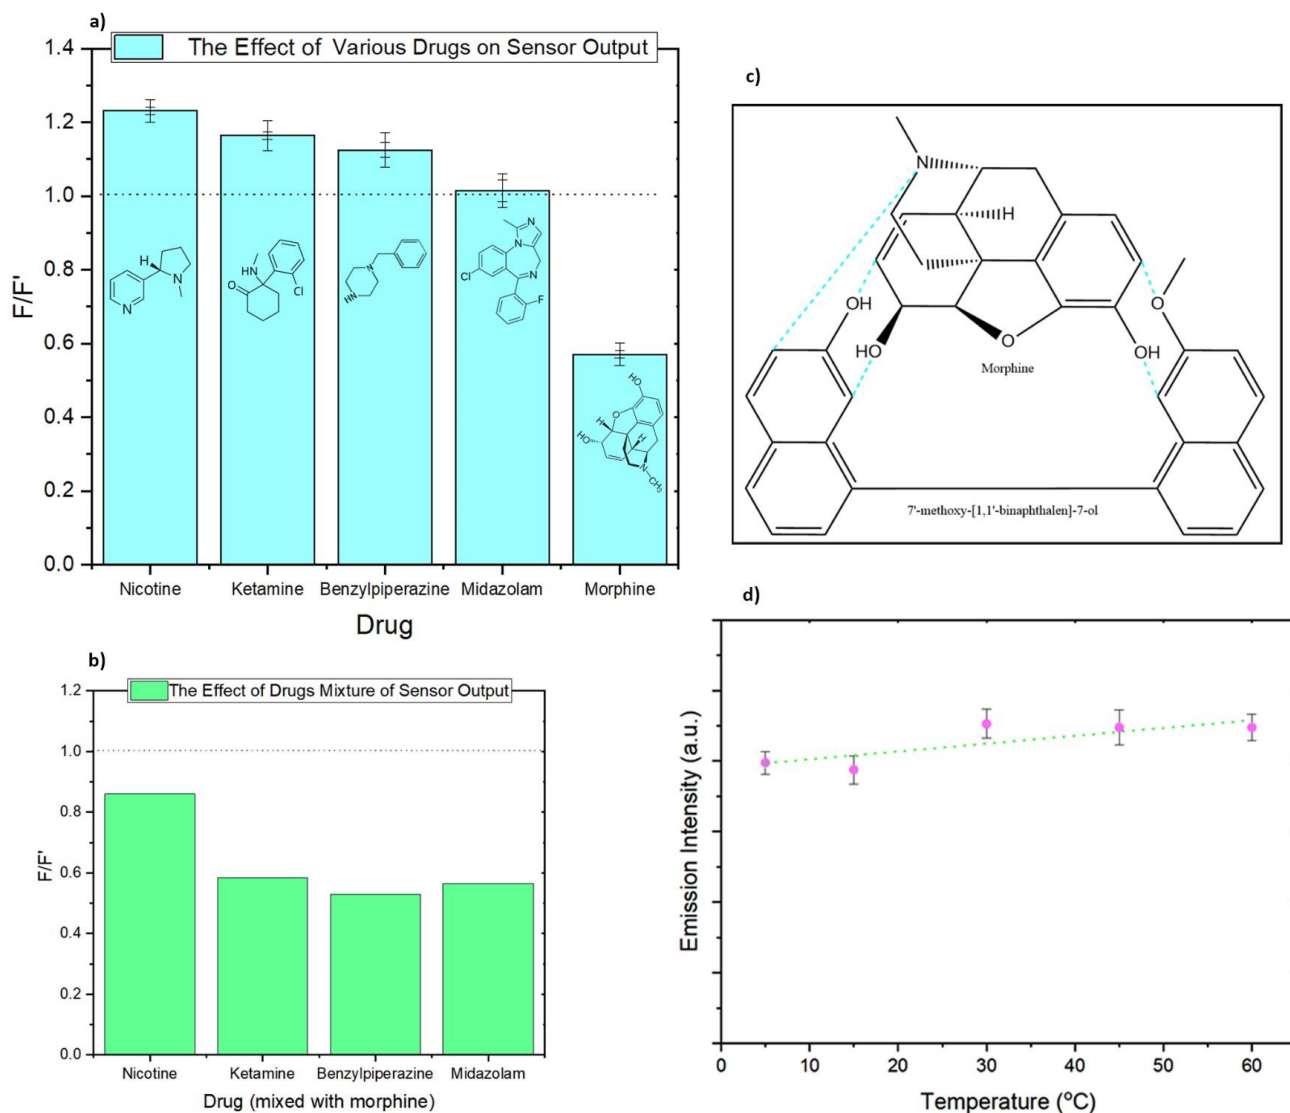 a)
The Effect of Various Drugs on Sensor Output
1.4
1.2
1.0
0.8
0.6
0.4
0.2
0.0
F/F'
H
N
N
O
HN
Cl
N
HN
N
N
N
Cl
F
HO
O
H
HO
H
N
CH3
Nicotine
Ketamine
Benzylpiperazine
Midazolam
Morphine
Drug
b)
The Effect of Drugs Mixture of Sensor Output
1.2
1.0
0.8
0.6
0.4
0.2
0.0
F/F'
Nicotine
Ketamine
Benzylpiperazine
Midazolam
Drug (mixed with morphine)
c)
N
H
OH
O
HO
O
OH
Morphine
7'-methoxy-[1,1'-binaphthalen]-7-ol
d)
Emission Intensity (a.u.)
0
10
20
30
40
50
60
Temperature (°C)